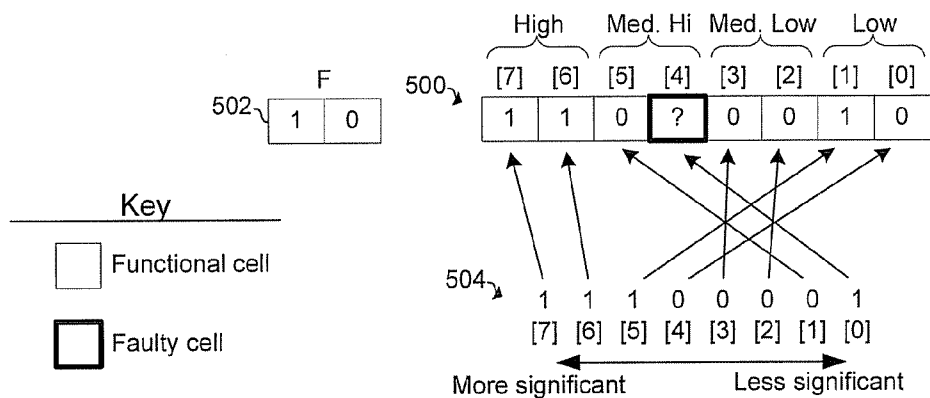 High Med. Hi Med. Low Low
F
500 [7] [6] [5] [4] [3] [2] [1] [0]
502 1 0
1 1 0 ? 0 0 1 0
Key
Functional cell
Faulty cell
504 1 1 1 0 0 0 0 1
[7] [6] [5] [4] [3] [2] [1] [0]
More significant Less significant